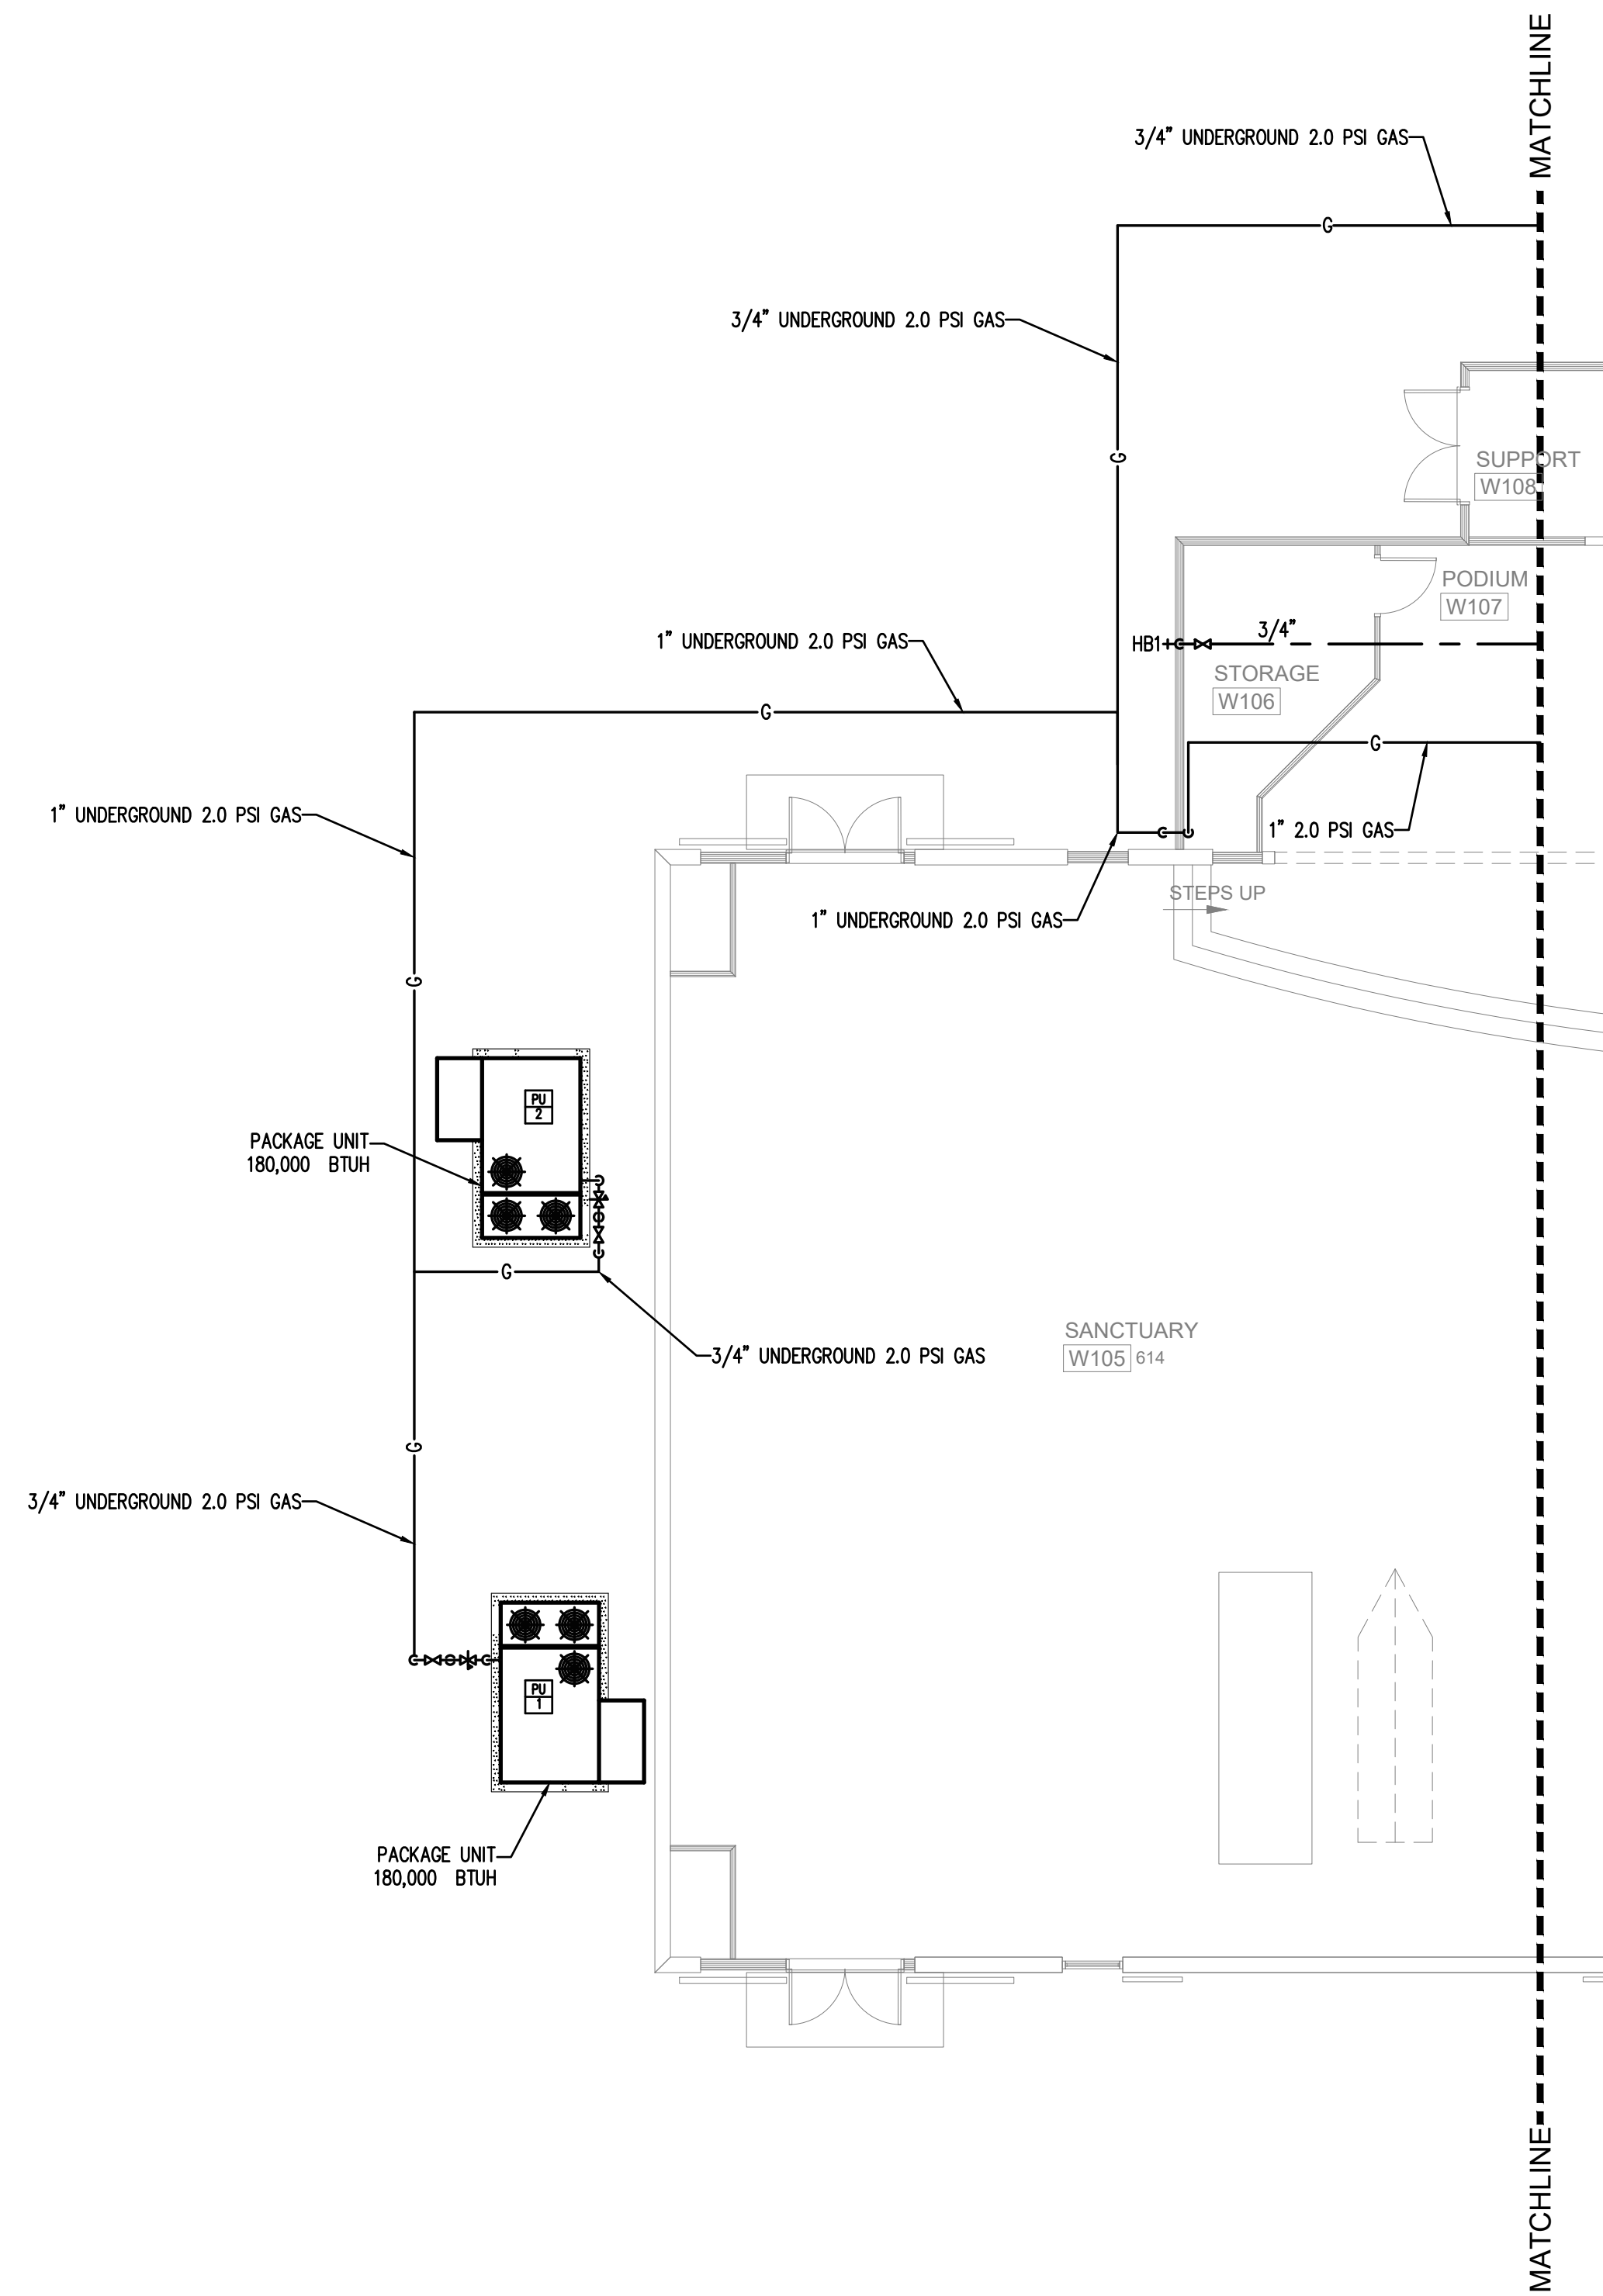 MATCHLINE
3/4" UNDERGROUND 2.0 PSI GAS
G
3/4" UNDERGROUND 2.0 PSI GAS
G
SUPPORT
W108
PODIUM
W107
3/4"
HB1
1" UNDERGROUND 2.0 PSI GAS
STORAGE
W106
G
G
1" UNDERGROUND 2.0 PSI GAS
1" 2.0 PSI GAS
STEPS UP
1" UNDERGROUND 2.0 PSI GAS
G
PU
2
PACKAGE UNIT
180,000 BTUH
G
3/4" UNDERGROUND 2.0 PSI GAS
SANCTUARY
W105 614
G
3/4" UNDERGROUND 2.0 PSI GAS
PU
1
PACKAGE UNIT
180,000 BTUH
MATCHLINE